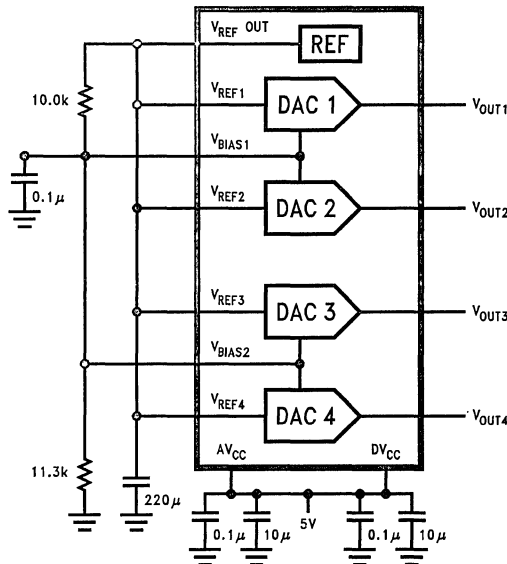 VREF OUT
REF
10.0k
VREF1
DAC 1
VOUT1
VBIAS1
0.1μ
VREF2
DAC 2
VOUT2
VREF3
DAC 3
VOUT3
VBIAS2
VREF4
DAC 4
VOUT4
11.3k
AVCC
DVCC
220μ
0.1μ
10μ
5V
0.1μ
10μ